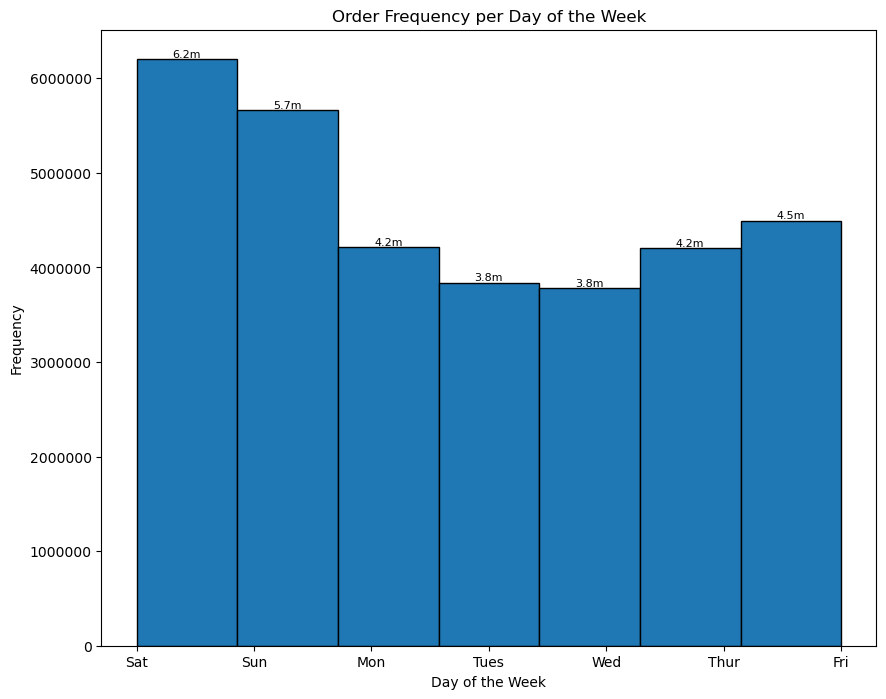 Order Frequency per Day of the Week
6.2m
5.7m
4.2m
3.8m
3.8m
4.2m
4.5m
6000000
5000000
4000000
3000000
2000000
1000000
0
Frequency
Sat Sun Mon Tues Wed Thur Fri
Day of the Week